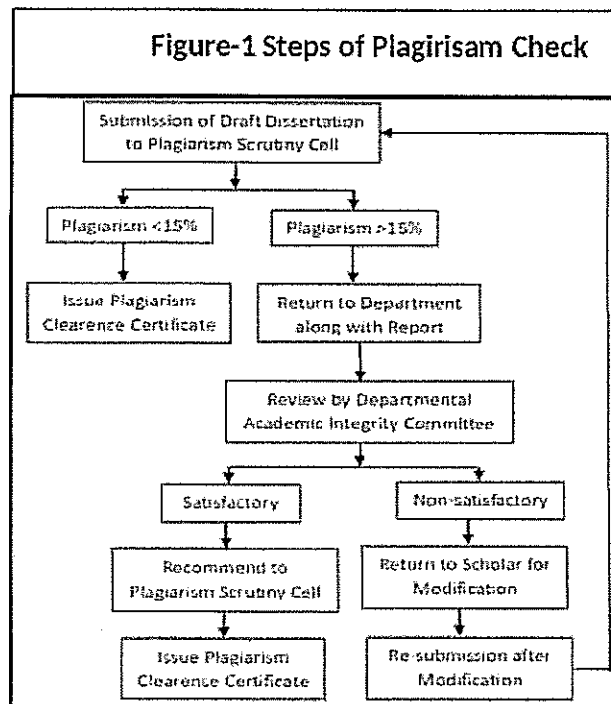 Figure-1 Steps of Plagirisam Check
Submission of Draft Dissertation
to Plagiarism Scrutiny Cell
Plagiarism <15%
Plagiarism >15%
Issue Plagiarism
Clearence Certificate
Return to Department
along with Report
Review by Departmental
Academic Integrity Committee
Satisfactory
Non-satisfactory
Recommend to
Plagiarism Scrutiny Cell
Return to Scholar for
Modification
Issue Plagiarism
Clearence Certificate
Re-submission after
Modification